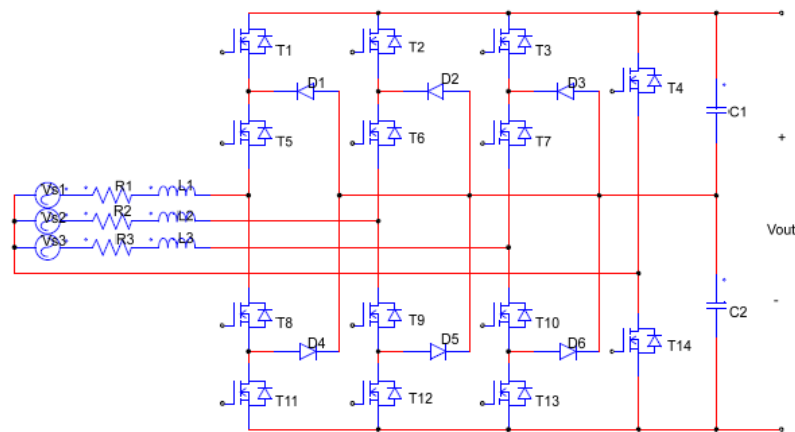 T1
T2
T3
T4
D1
D2
D3
C1
T5
T6
T7
+
Vs1
R1
L1
Vs2
R2
L2
Vs3
R3
L3
Vout
-
C2
T8
T9
T10
T14
D4
D5
D6
T11
T12
T13